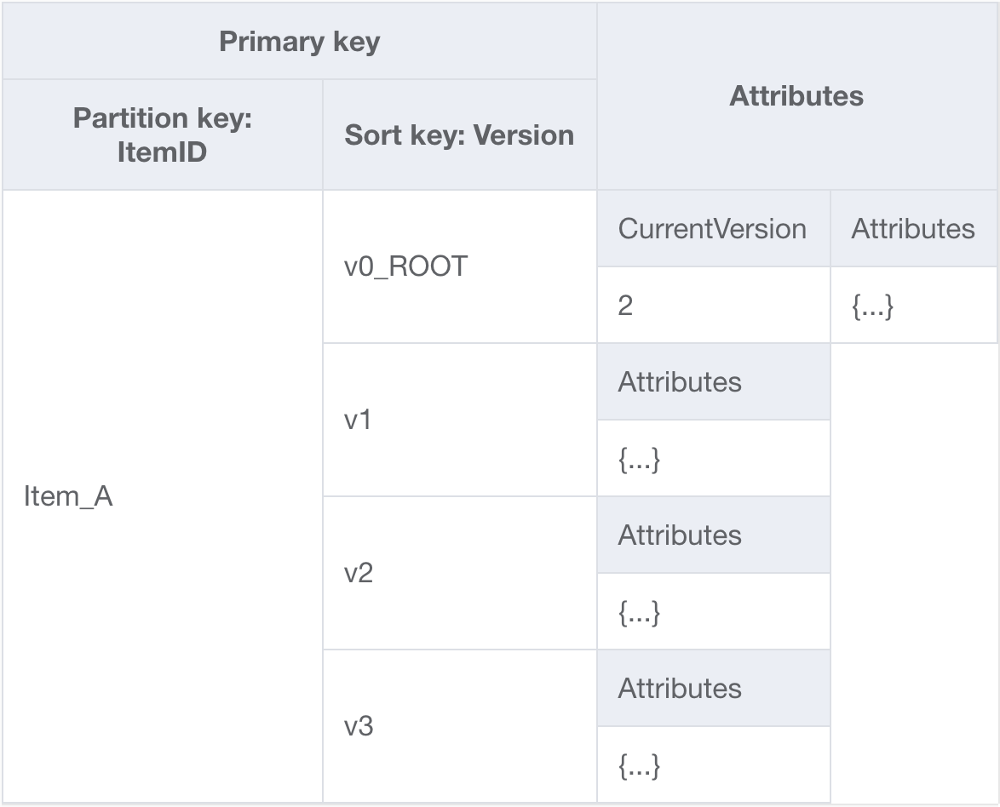 Primary key
Attributes
Partition key:
ItemID
Sort key: Version
Item_A
v0_ROOT
CurrentVersion
Attributes
2
{...}
v1
Attributes
{...}
v2
Attributes
{...}
v3
Attributes
{...}